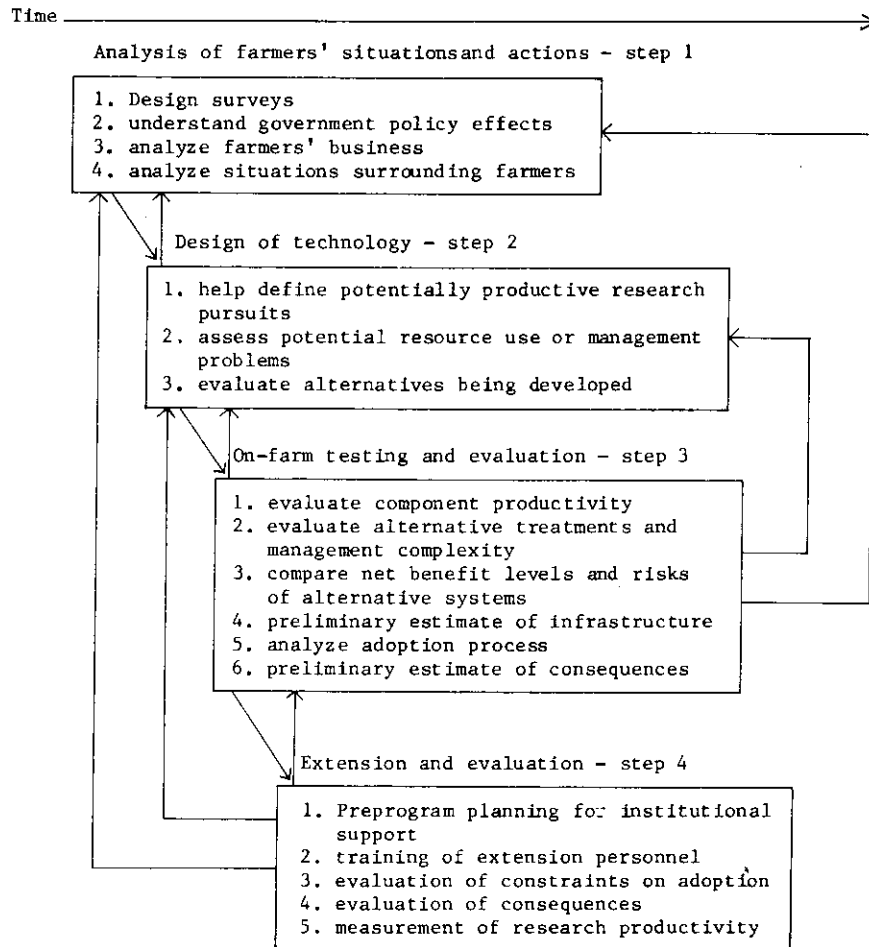 Time
Analysis of farmers' situationsand actions - step 1
1. Design surveys
2. understand government policy effects
3. analyze farmers' business
4. analyze situations surrounding farmers
Design of technology - step 2
1. help define potentially productive research
pursuits
2. assess potential resource use or management
problems
3. evaluate alternatives being developed
On-farm testing and evaluation - step 3
1. evaluate component productivity
2. evaluate alternative treatments and
management complexity
3. compare net benefit levels and risks
of alternative systems
4. preliminary estimate of infrastructure
5. analyze adoption process
6. preliminary estimate of consequences
Extension and evaluation - step 4
1. Preprogram planning for institutional
support
2. training of extension personnel
3. evaluation of constraints on adoption
4. evaluation of consequences
5. measurement of research productivity